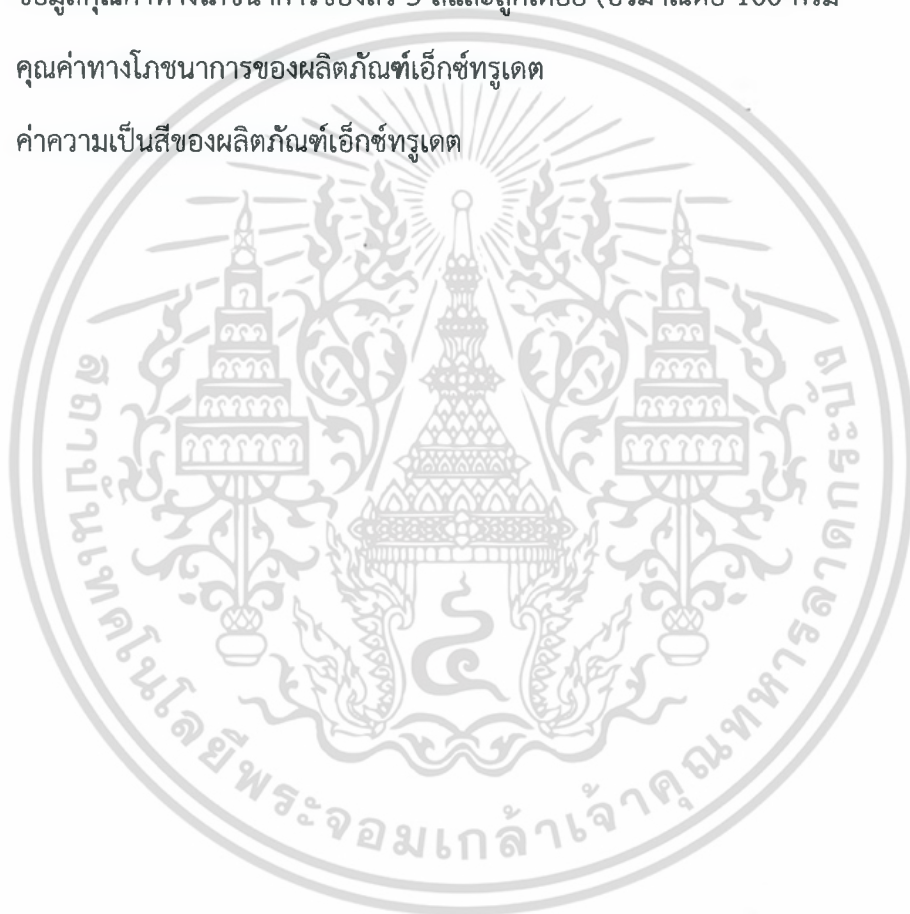 คุณค่าทางโภชนาการของผลิตภัณฑ์เอ็กซ์ทรูเดต
ค่าความเป็นสีของผลิตภัณฑ์เอ็กซ์ทรูเดต
สถาบันเทคโนโลยีพระจอมเกล้าเจ้าคุณทหารลาดกระบัง